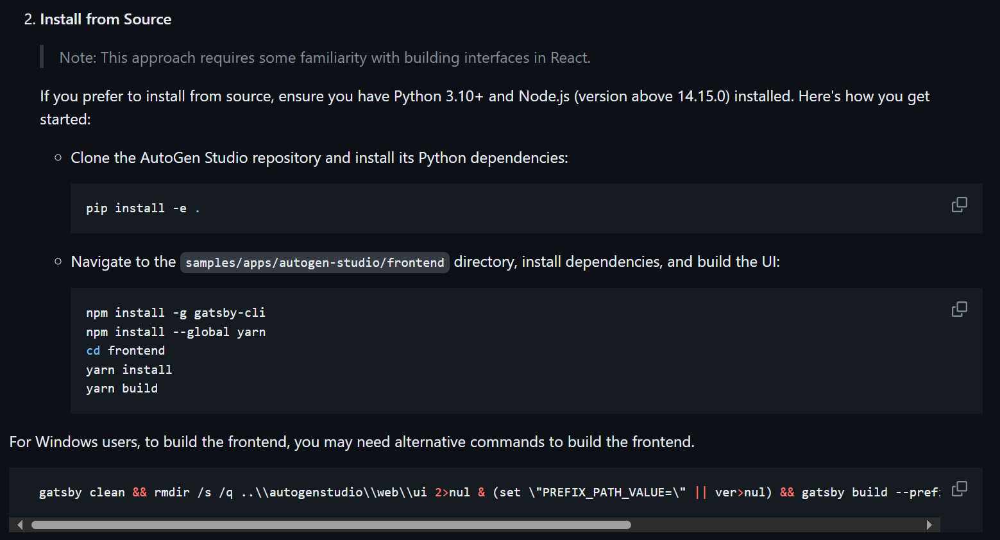 2. Install from Source
Note: This approach requires some familiarity with building interfaces in React.
If you prefer to install from source, ensure you have Python 3.10+ and Node.js (version above 14.15.0) installed. Here's how you get
started:
Clone the AutoGen Studio repository and install its Python dependencies:
pip install -e .
Navigate to the samples/apps/autogen-studio/frontend directory, install dependencies, and build the UI:
npm install -g gatsby-cli
npm install --global yarn
cd frontend
yarn install
yarn build
For Windows users, to build the frontend, you may need alternative commands to build the frontend.
gatsby clean && rmdir /s /q ..\\autogenstudio\\web\\ui 2>nul & (set \"PREFIX_PATH_VALUE=\" || ver>nul) && gatsby build --pref